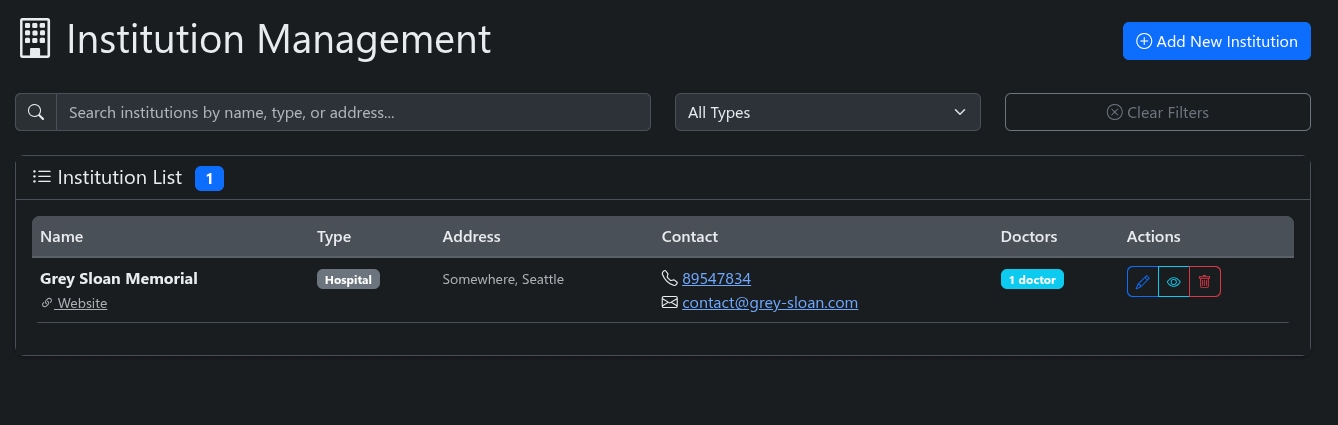 Institution Management
Add New Institution
Search institutions by name, type, or address...
All Types
Clear Filters
Institution List 1
Name Type Address Contact Doctors Actions
Grey Sloan Memorial Hospital Somewhere, Seattle 89547834 1 doctor
Website contact@grey-sloan.com